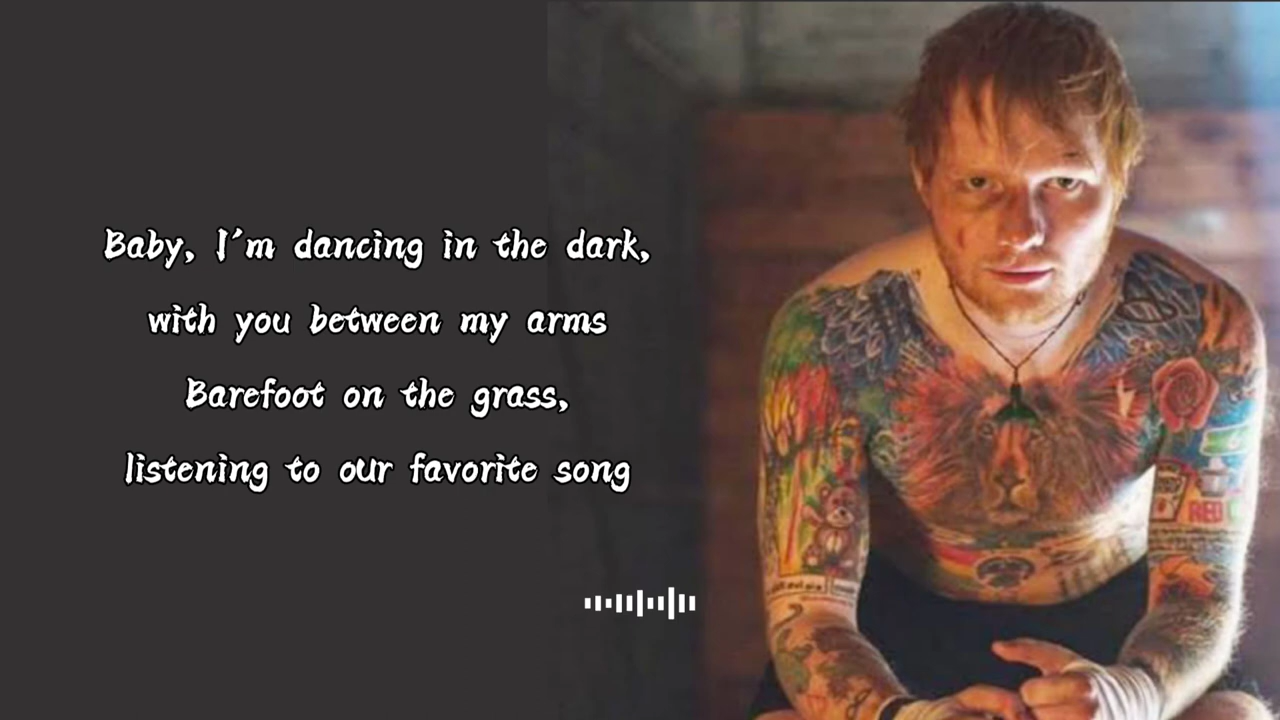 Baby, I'm dancing in the dark,
with you between my arms
Barefoot on the grass,
listening to our favorite song
RED